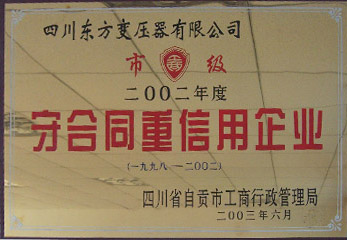 四川东方变压器有限公司
市级
二〇〇二年度
守合同重信用企业
(一九九八一二〇〇二)
四川省自贡市工商行政管理局
二〇〇三年六月